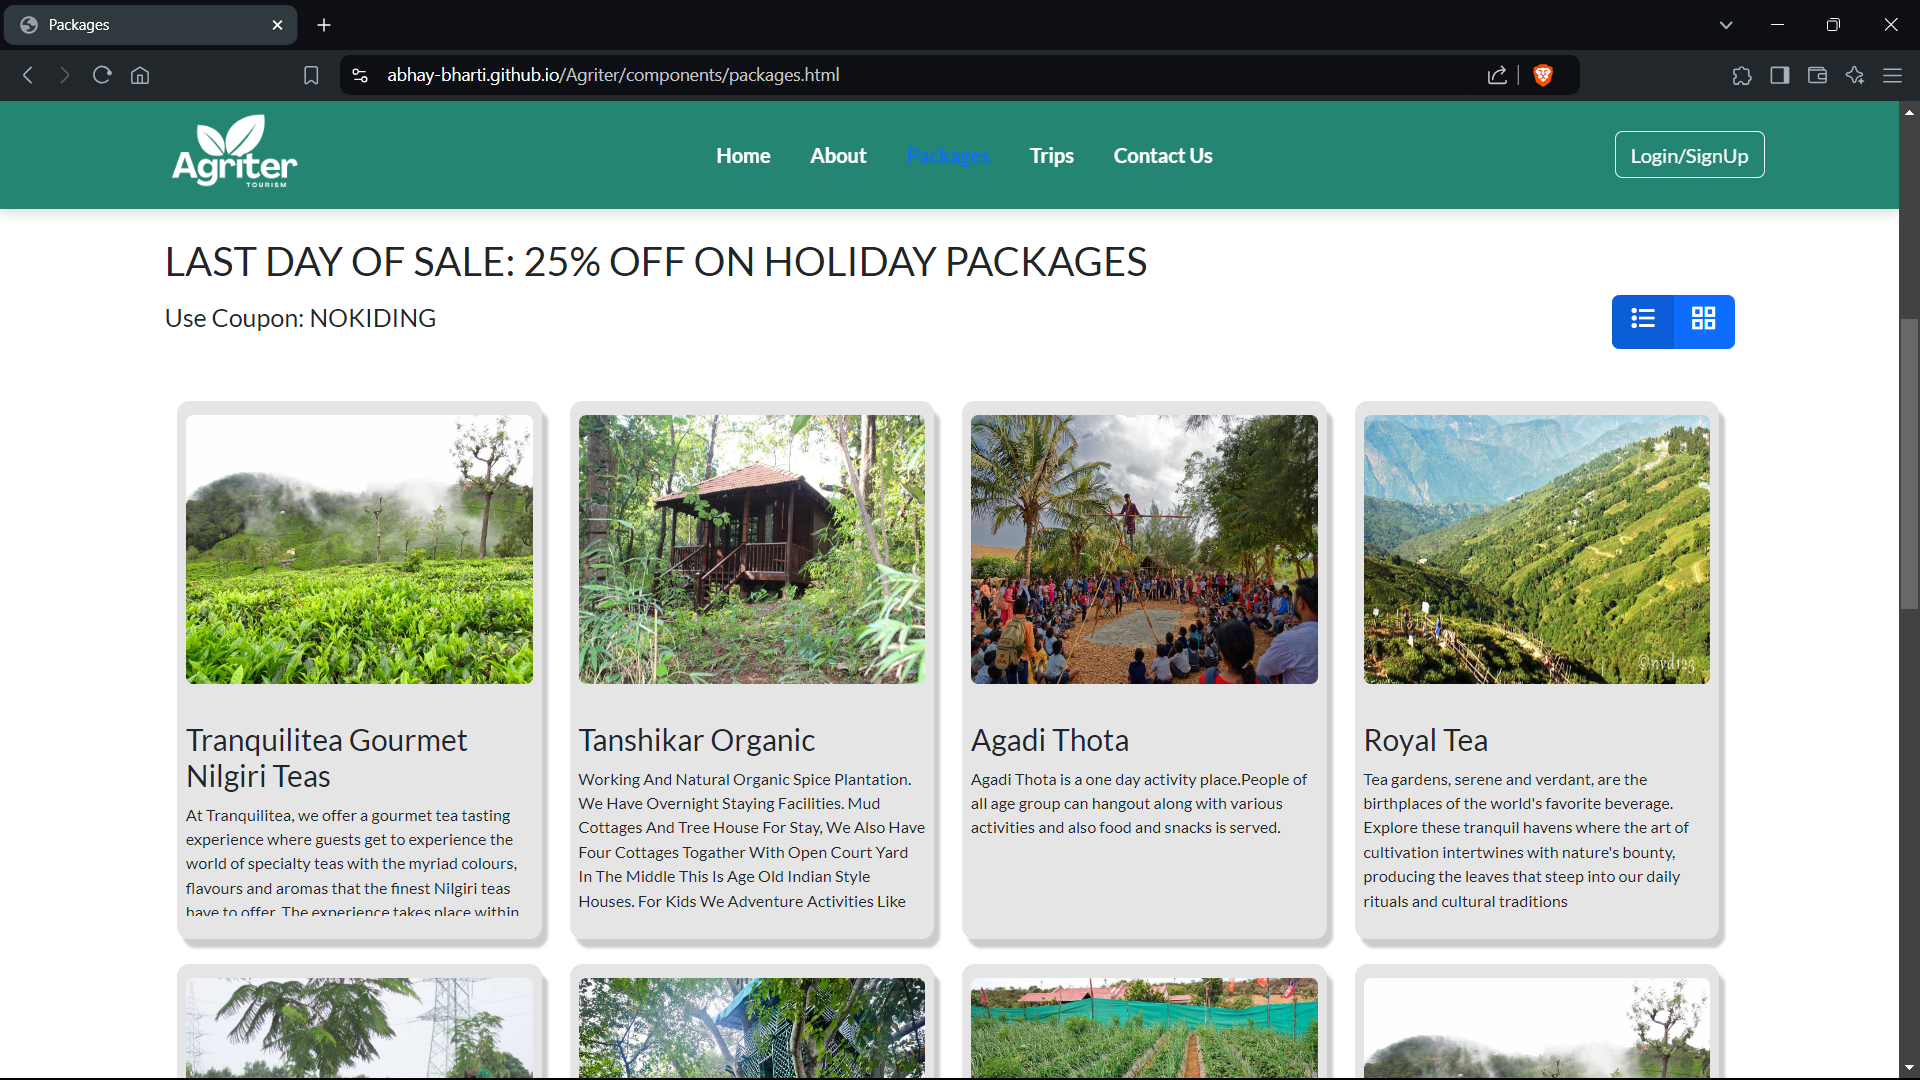 Packages
abhay-bharti.github.io/Agriter/components/packages.html
Agriter
TOURISM
Home
About
Packages
Trips
Contact Us
Login/SignUp
LAST DAY OF SALE: 25% OFF ON HOLIDAY PACKAGES
Use Coupon: NOKIDING
Tranquilitea Gourmet
Nilgiri Teas
At Tranquilitea, we offer a gourmet tea tasting
experience where guests get to experience the
world of specialty teas with the myriad colours,
flavours and aromas that the finest Nilgiri teas
have to offer. The experience takes place within
Tanshikar Organic
Working And Natural Organic Spice Plantation.
We Have Overnight Staying Facilities. Mud
Cottages And Tree House For Stay, We Also Have
Four Cottages Togather With Open Court Yard
In The Middle This Is Age Old Indian Style
Houses. For Kids We Adventure Activities Like
Agadi Thota
Agadi Thota is a one day activity place.People of
all age group can hangout along with various
activities and also food and snacks is served.
©nvd123
Royal Tea
Tea gardens, serene and verdant, are the
birthplaces of the world's favorite beverage.
Explore these tranquil havens where the art of
cultivation intertwines with nature's bounty,
producing the leaves that steep into our daily
rituals and cultural traditions